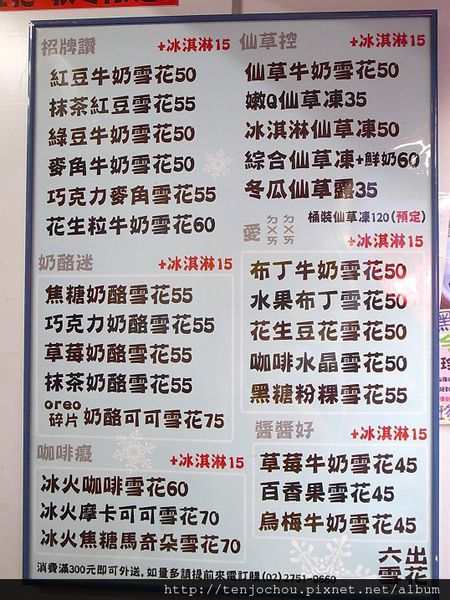 招牌讚 +冰淇淋15
紅豆牛奶雪花50
抹茶紅豆雪花55
綠豆牛奶雪花50
麥角牛奶雪花50
巧克力麥角雪花55
花生粒牛奶雪花60
奶酪迷 +冰淇淋15
焦糖奶酪雪花55
巧克力奶酪雪花55
草莓奶酪雪花55
抹茶奶酪雪花55
oreo
碎片奶酪可可雪花75
咖啡癡 +冰淇淋15
冰火咖啡雪花60
冰火摩卡可可雪花70
冰火焦糖馬奇朵雪花70
仙草控 +冰淇淋15
仙草牛奶雪花50
嫩Q仙草凍35
冰淇淋仙草凍50
綜合仙草凍+鮮奶60
冬瓜仙草露35
桶裝仙草凍120(預定)
愛ㄉㄨㄞㄉㄨㄞ +冰淇淋15
布丁牛奶雪花50
水果布丁雪花50
花生豆花雪花50
咖啡水晶雪花50
黑糖粉粿雪花55
醬醬好 +冰淇淋15
草莓牛奶雪花45
百香果雪花45
烏梅牛奶雪花45
消費滿300元即可外送,如量多請提前來電訂購(02)2751-9660
六出
雪花
http://tenjochou.pixnet.net/album